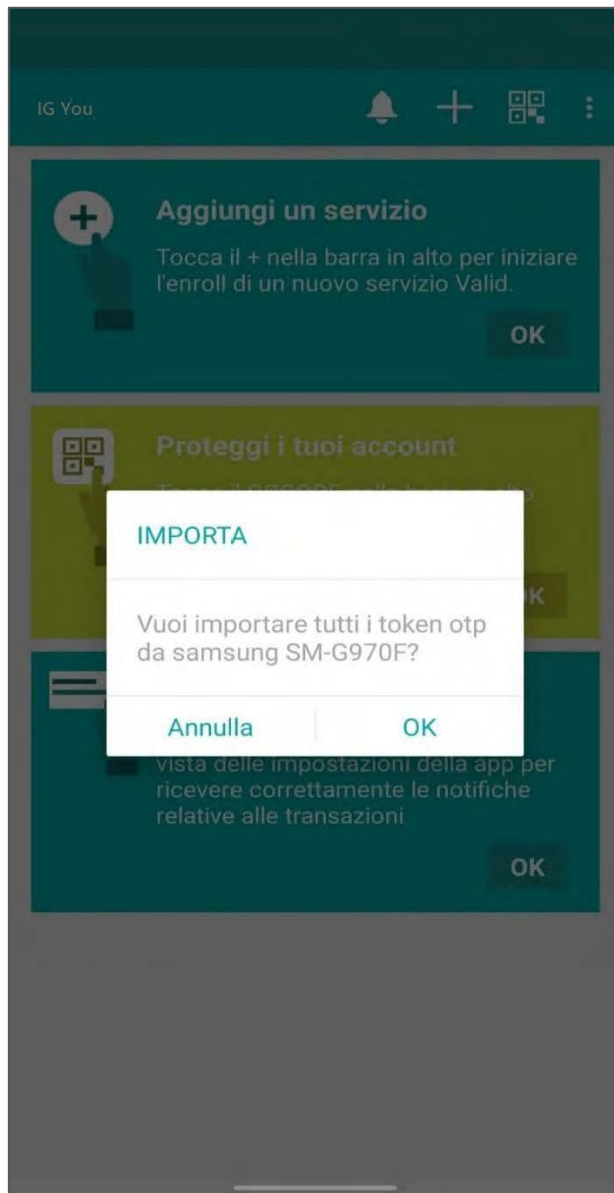 IG You
Aggiungi un servizio
Tocca il + nella barra in alto per iniziare
l'enroll di un nuovo servizio Valid.
OK
Proteggi i tuoi account
IMPORTA
Vuoi importare tutti i token otp
da samsung SM-G970F?
Annulla
OK
vista delle impostazioni della app per
ricevere correttamente le notifiche
relative alle transazioni
OK